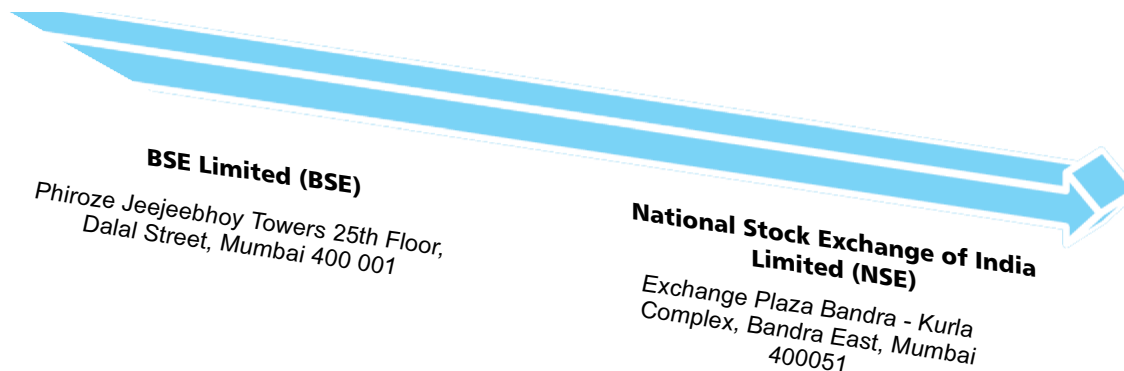 BSE Limited (BSE)
Phiroze Jeejeebhoy Towers 25th Floor,
Dalal Street, Mumbai 400 001
National Stock Exchange of India
Limited (NSE)
Exchange Plaza Bandra - Kurla
Complex, Bandra East, Mumbai
400051